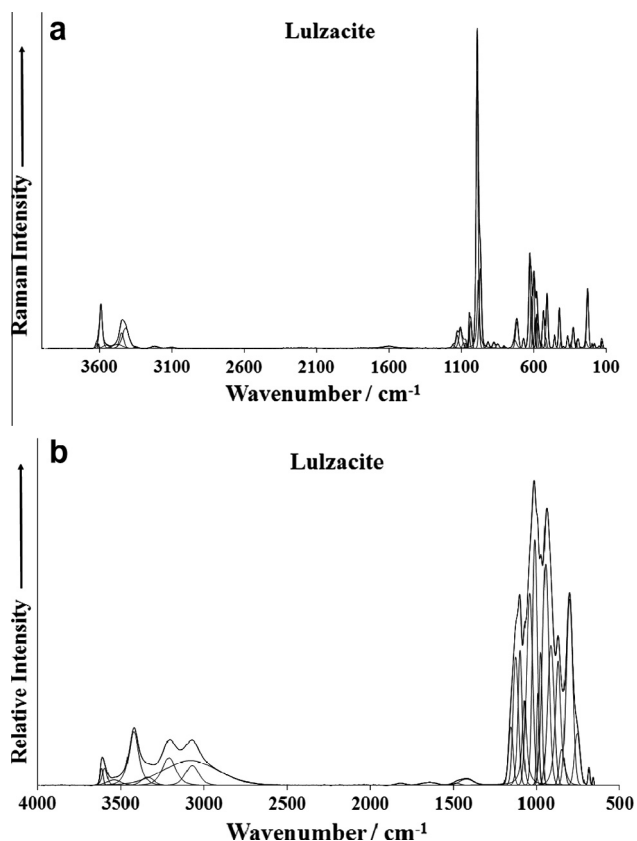 a
Lulzacite
Raman Intensity
3600 3100 2600 2100 1600 1100 600 100
Wavenumber / cm⁻¹
b
Lulzacite
Relative Intensity
4000 3500 3000 2500 2000 1500 1000 500
Wavenumber / cm⁻¹